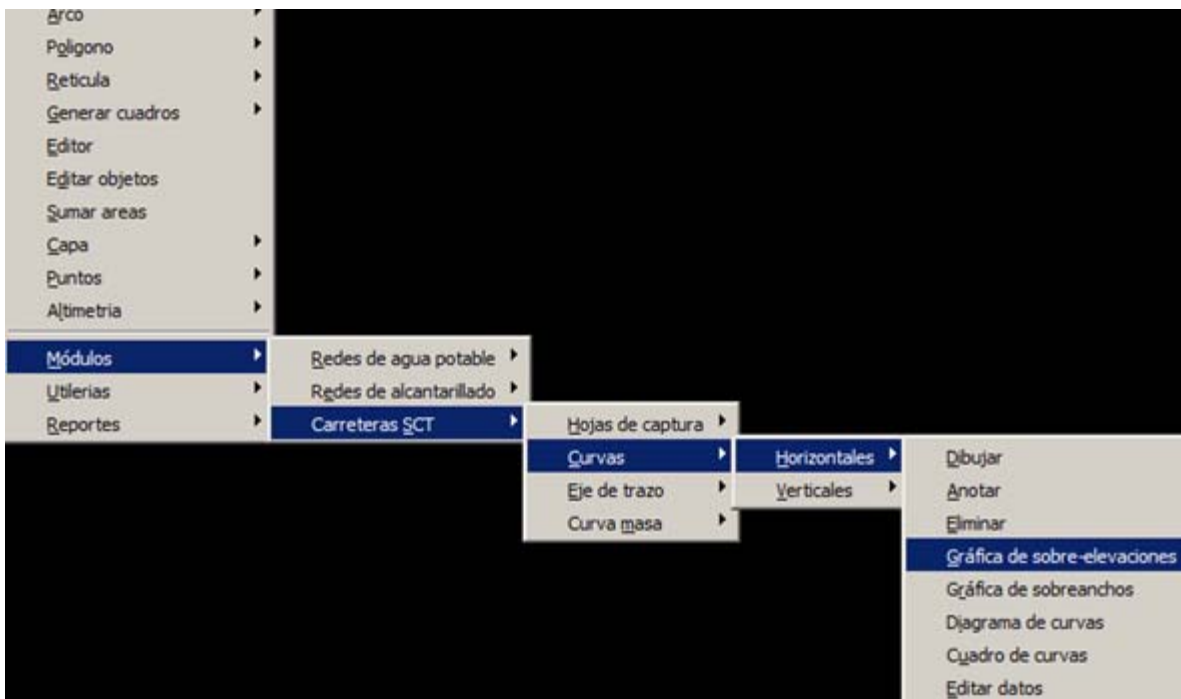 Arco
Poligono
Reticula
Generar cuadros
Editor
Editar objetos
Sumar areas
Capa
Puntos
Altimetria
Módulos
Utilerias
Reportes
Redes de agua potable
Redes de alcantarillado
Carreteras SCT
Hojas de captura
Curvas
Eje de trazo
Curva masa
Horizontales
Verticales
Dibujar
Anotar
Eliminar
Gráfica de sobre-elevaciones
Gráfica de sobreanchos
Diagrama de curvas
Cuadro de curvas
Editar datos